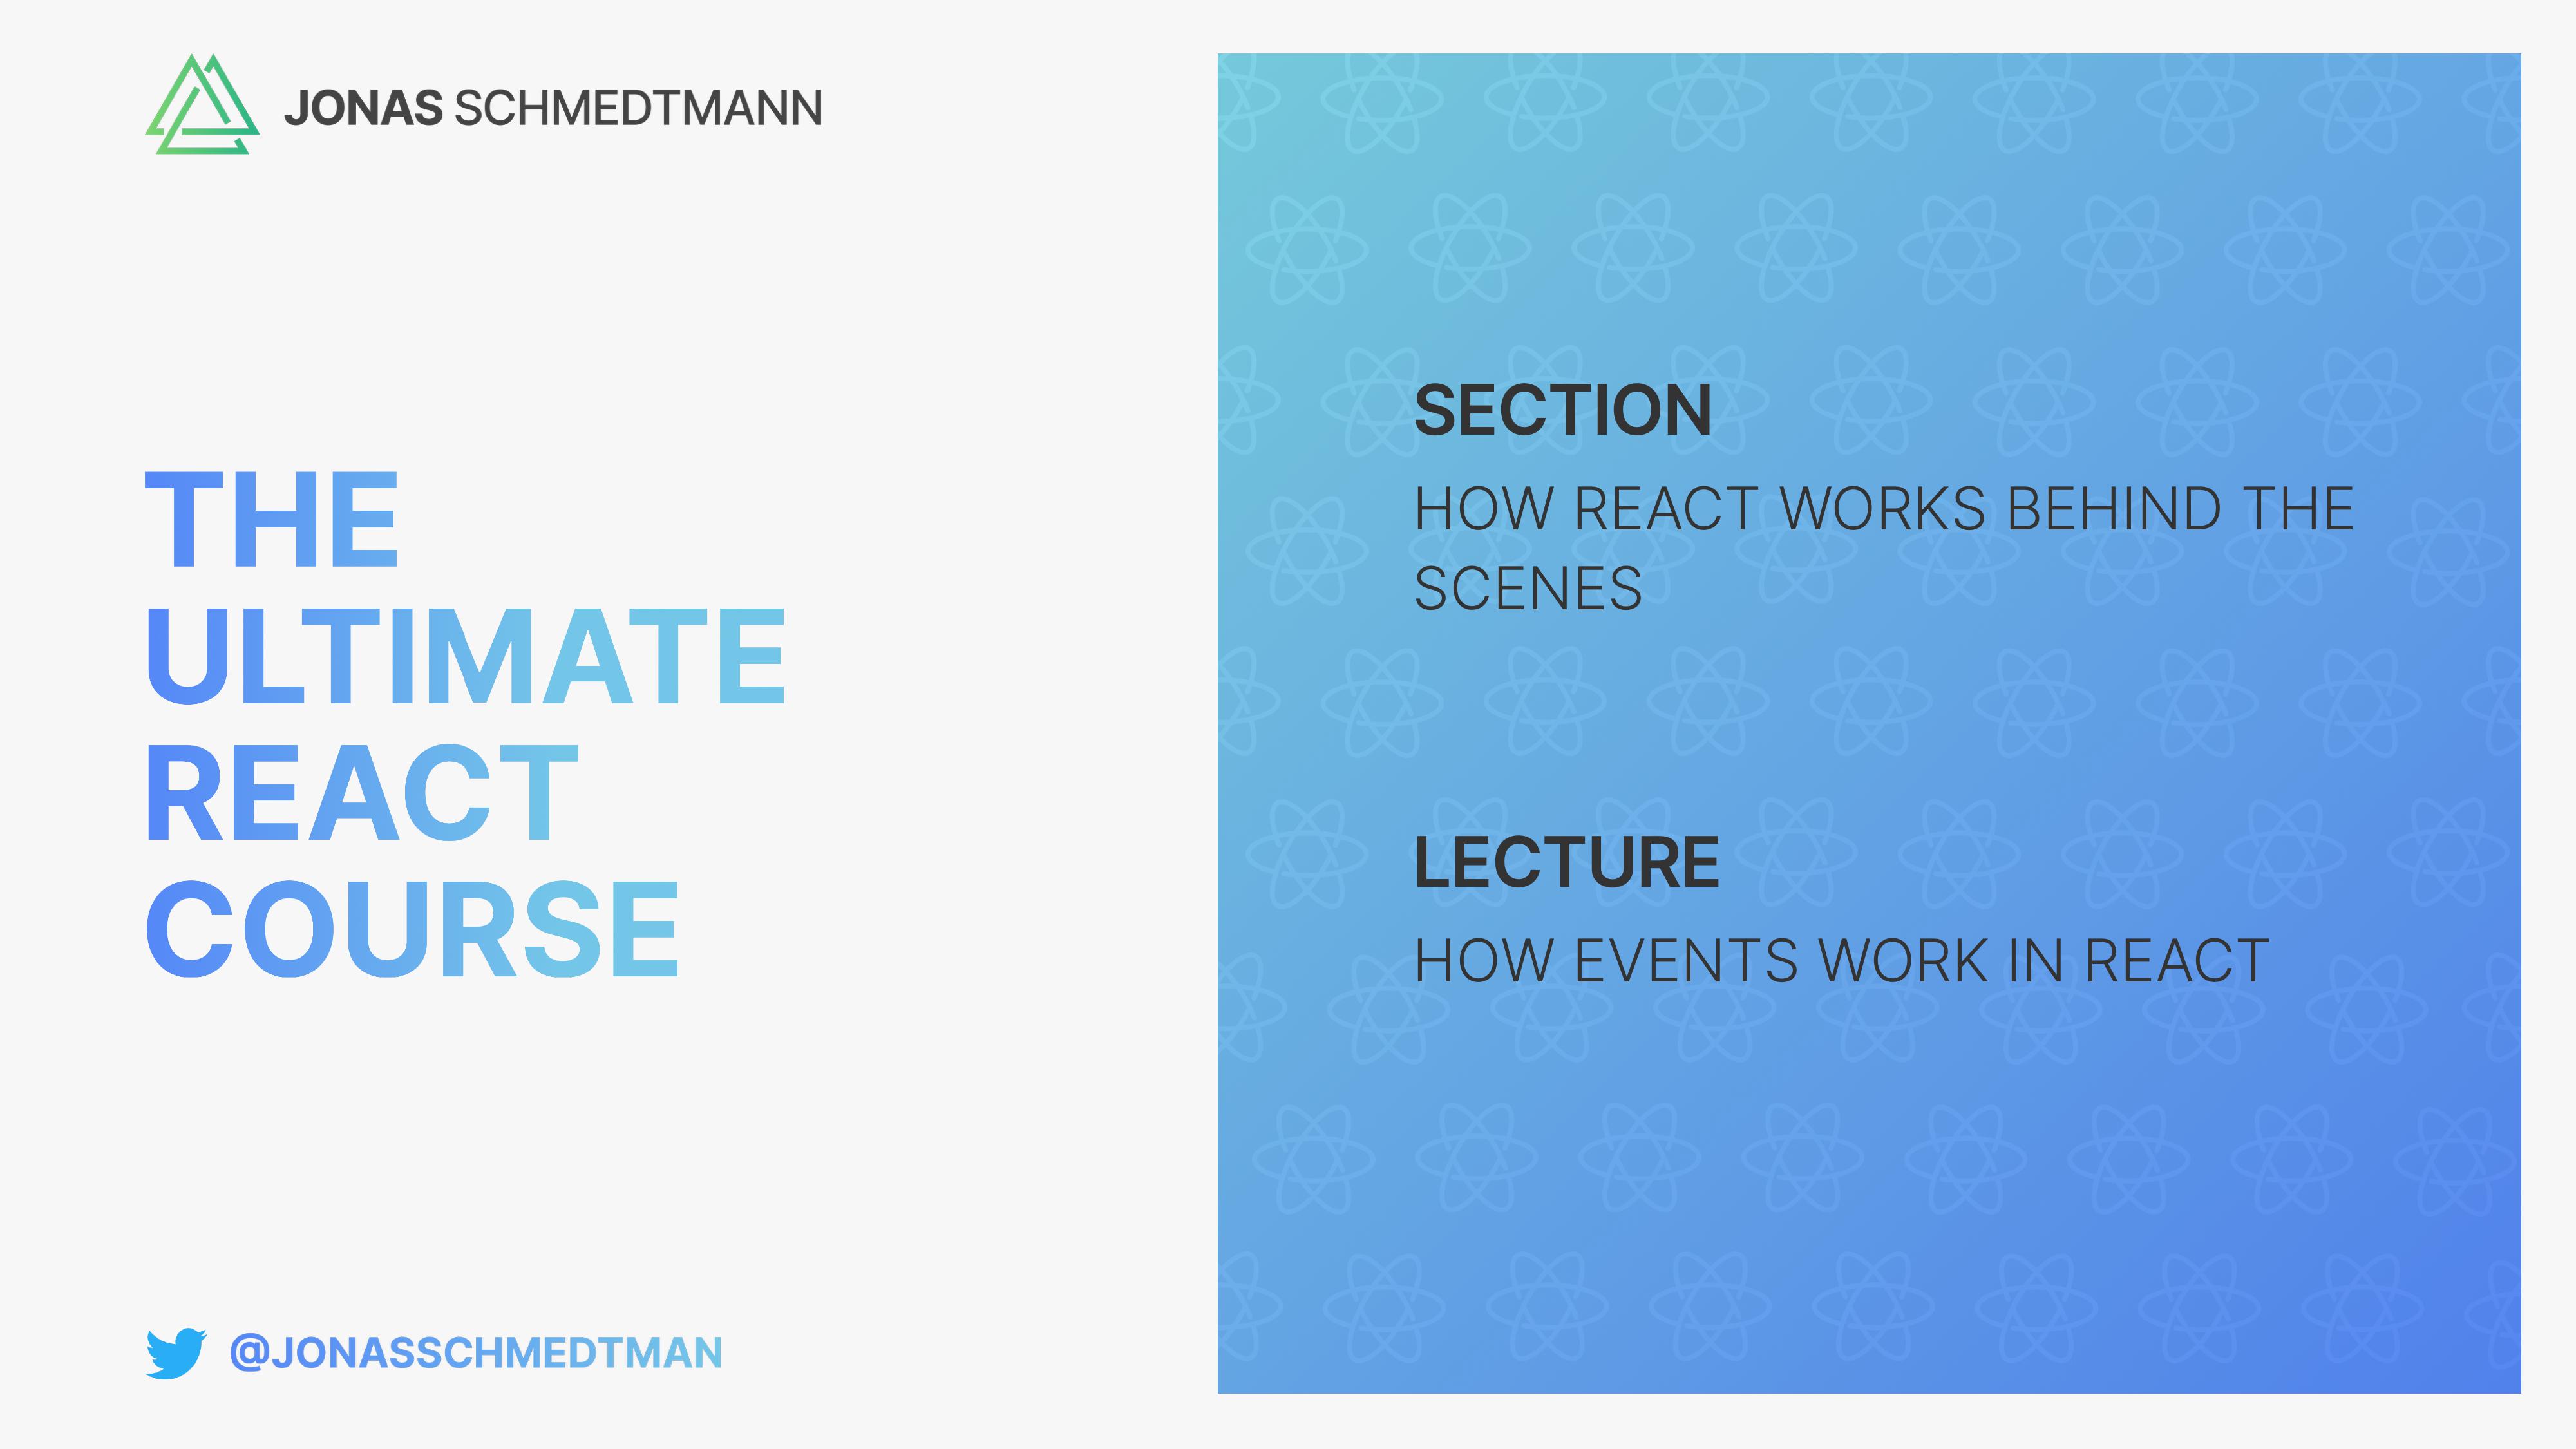 JONAS SCHMEDTMANN
THE
ULTIMATE
REACT
COURSE
@JONASSCHMEDTMAN
SECTION
HOW REACT WORKS BEHIND THE
SCENES
LECTURE
HOW EVENTS WORK IN REACT